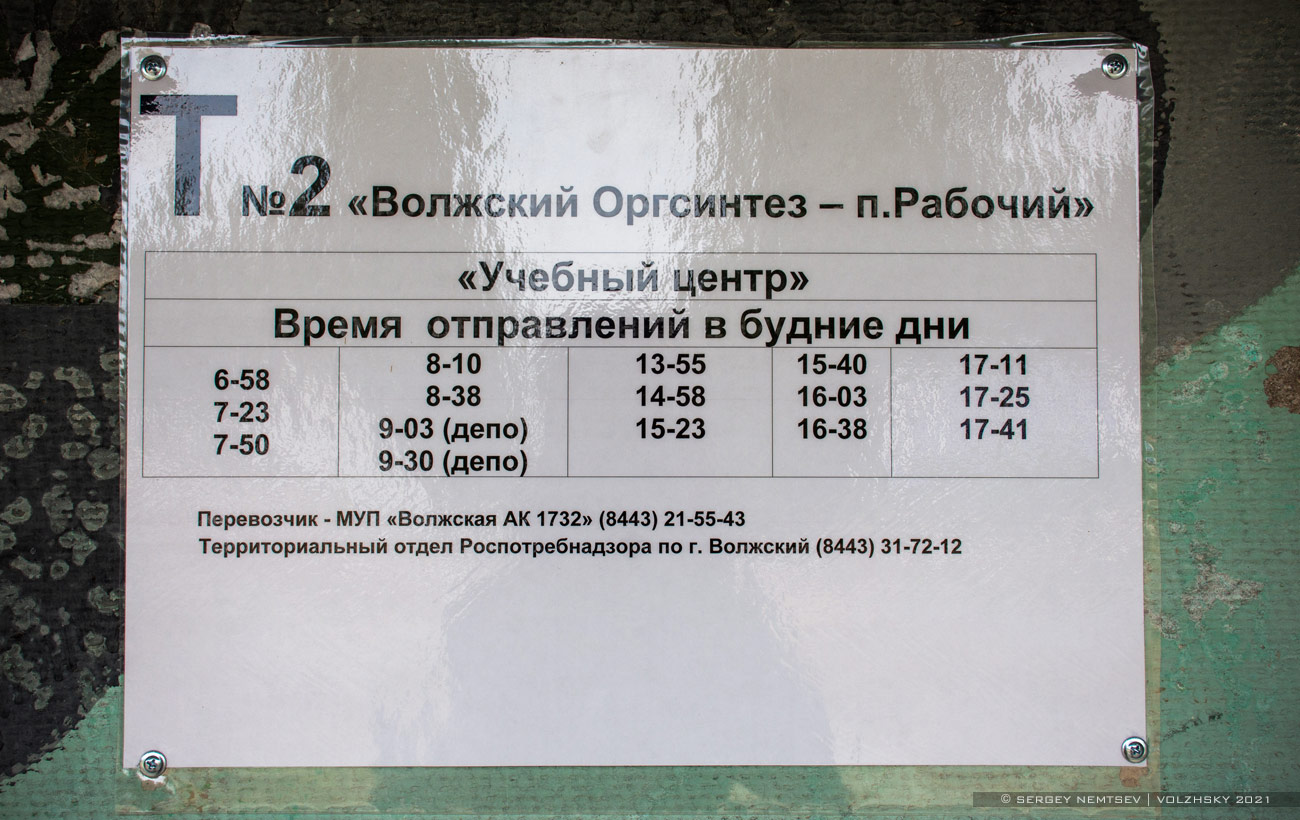 Т №2 «Волжский Оргсинтез – п.Рабочий»
«Учебный центр»
Время отправлений в будние дни
6-58
7-23
7-50
8-10
8-38
9-03 (депо)
9-30 (депо)
13-55
14-58
15-23
15-40
16-03
16-38
17-11
17-25
17-41
Перевозчик - МУП «Волжская АК 1732» (8443) 21-55-43
Территориальный отдел Роспотребнадзора по г. Волжский (8443) 31-72-12
© SERGEY NEMTSEV | VOLZHSKY 2021